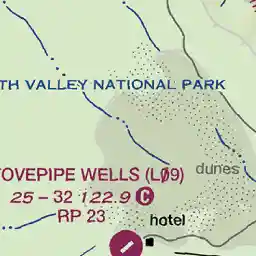 TH VALLEY NATIONAL PARK
TOVEPIPE WELLS (LØ9)
dunes
25 – 32 122.9 C
RP 23
hotel